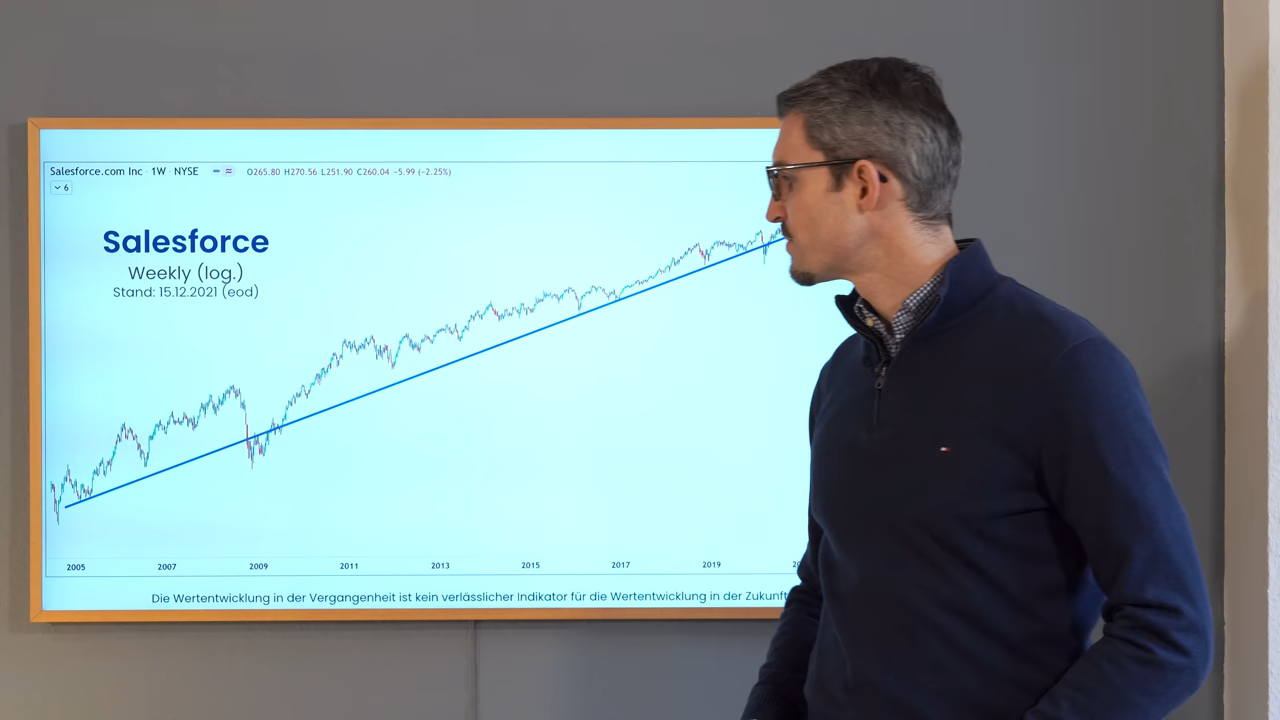 Salesforce.com Inc · 1W · NYSE O265.80 H270.56 L251.90 C260.04 −5.99 (−2.25%)
6
Salesforce
Weekly (log.)
Stand: 15.12.2021 (eod)
2005 2007 2009 2011 2013 2015 2017 2019
Die Wertentwicklung in der Vergangenheit ist kein verlässlicher Indikator für die Wertentwicklung in der Zukunft